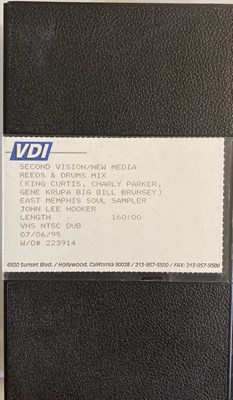 VDI
SECOND VISION/NEW MEDIA
REEDS & DRUMS MIX
(KING CURTIS, CHARLY PARKER,
GENE KRUPA BIG BILL BRUNSEY)
EAST MEMPHIS SOUL SAMPLER
JOHN LEE HOOKER
LENGTH 160:00
VHS NTSC DUB
07/06/95
W/O# 223914
6920 Sunset Blvd. / Hollywood, California 90028 / 213-957-5500 / FAX: 213-957-9500